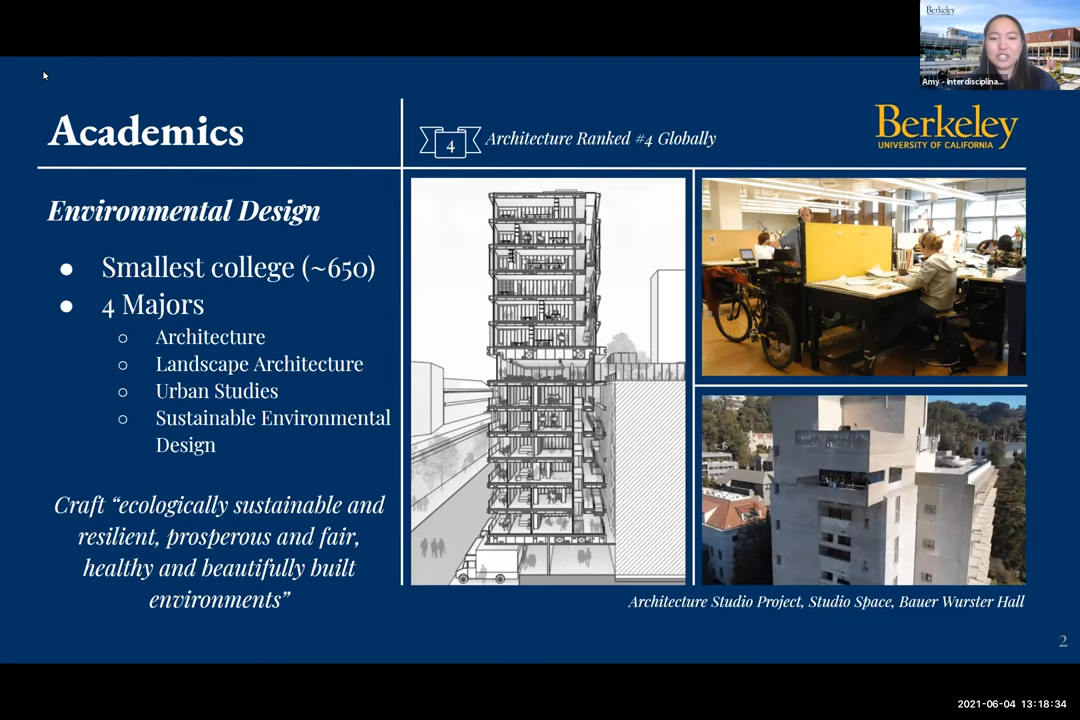 Berkeley
Amy - Interdisciplina...
Academics
4
Architecture Ranked #4 Globally
Berkeley
UNIVERSITY OF CALIFORNIA
Environmental Design
● Smallest college (~650)
● 4 Majors
○ Architecture
○ Landscape Architecture
○ Urban Studies
○ Sustainable Environmental
Design
Craft “ecologically sustainable and
resilient, prosperous and fair,
healthy and beautifully built
environments”
Architecture Studio Project, Studio Space, Bauer Wurster Hall
2
2021-06-04 13:18:34